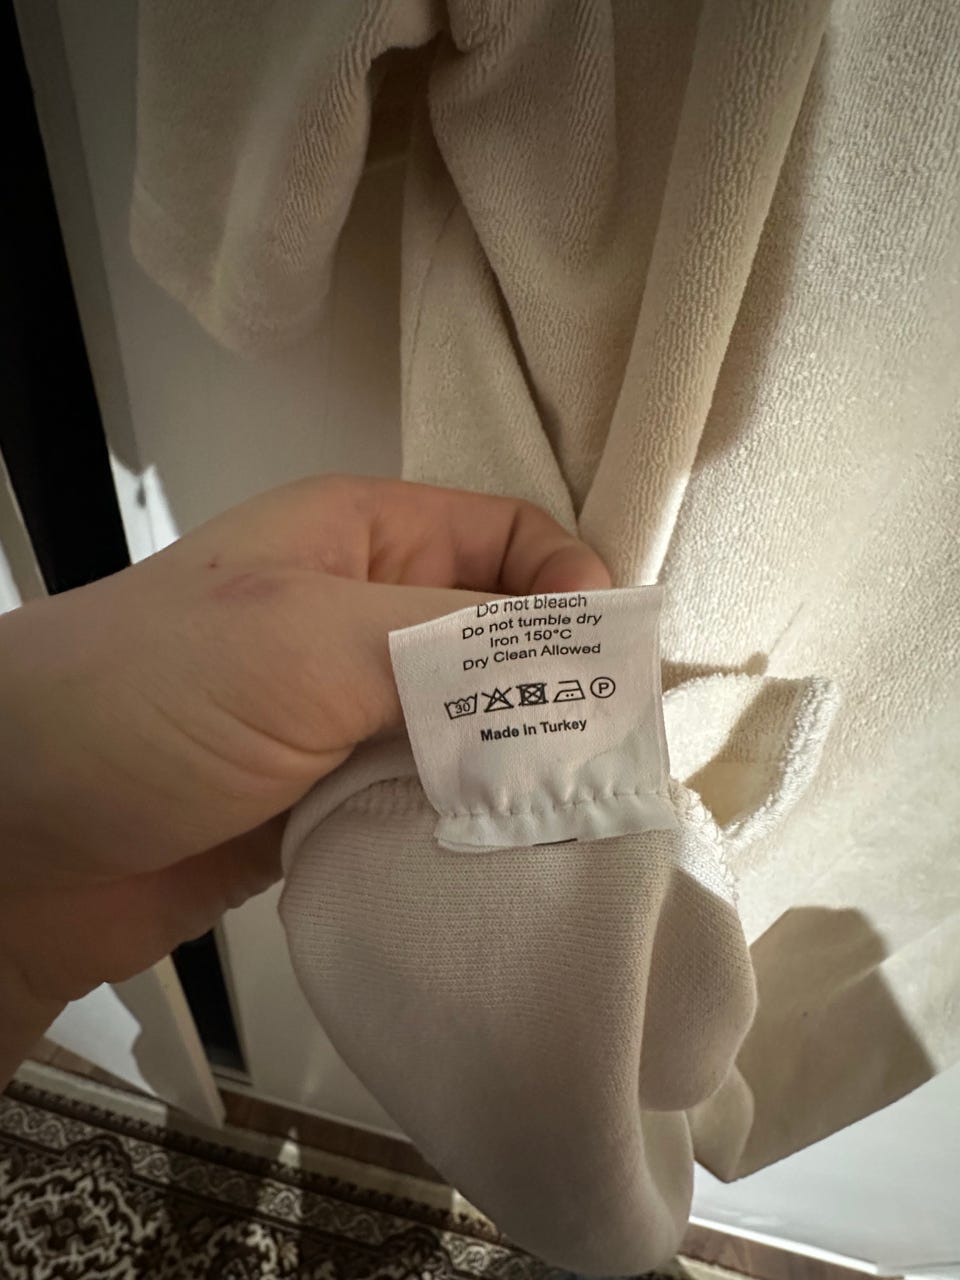 Do not bleach
Do not tumble dry
Iron 150°C
Dry Clean Allowed
30 P
Made in Turkey